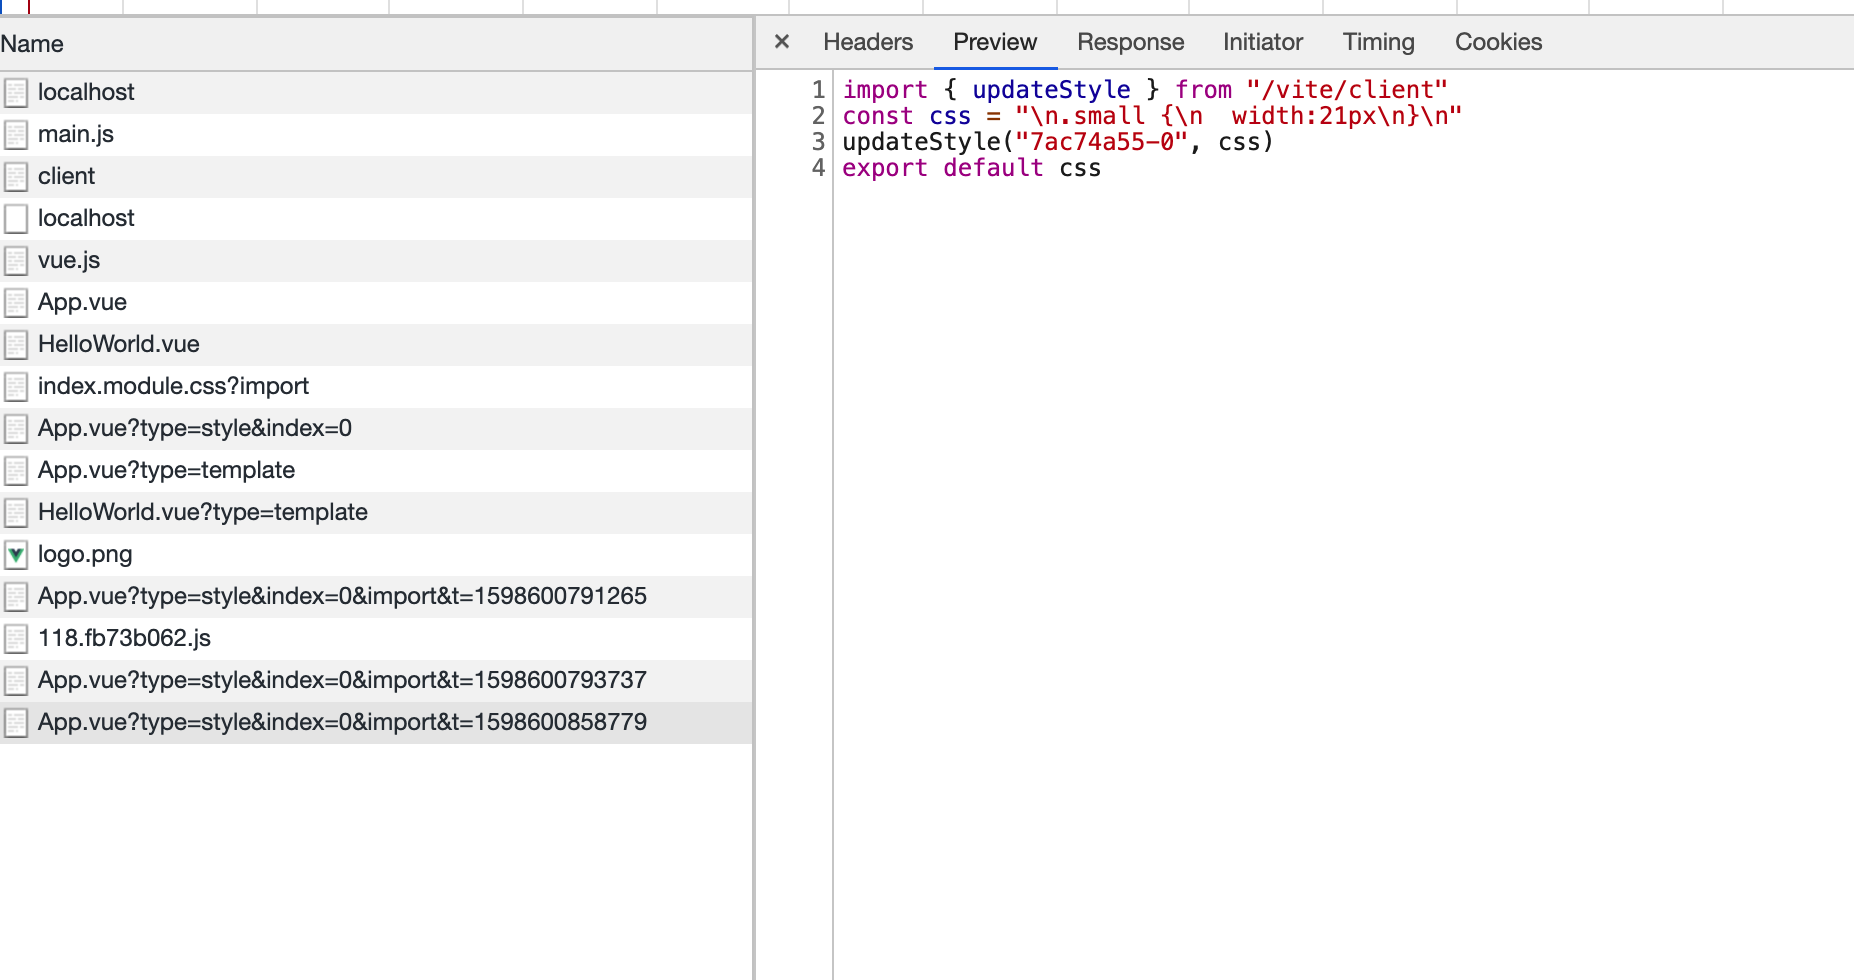 Name
localhost
main.js
client
localhost
vue.js
App.vue
HelloWorld.vue
index.module.css?import
App.vue?type=style&index=0
App.vue?type=template
HelloWorld.vue?type=template
logo.png
App.vue?type=style&index=0&import&t=1598600791265
118.fb73b062.js
App.vue?type=style&index=0&import&t=1598600793737
App.vue?type=style&index=0&import&t=1598600858779
× Headers Preview Response Initiator Timing Cookies
1 import { updateStyle } from "/vite/client"
2 const css = "\n.small {\n  width:21px\n}\n"
3 updateStyle("7ac74a55-0", css)
4 export default css